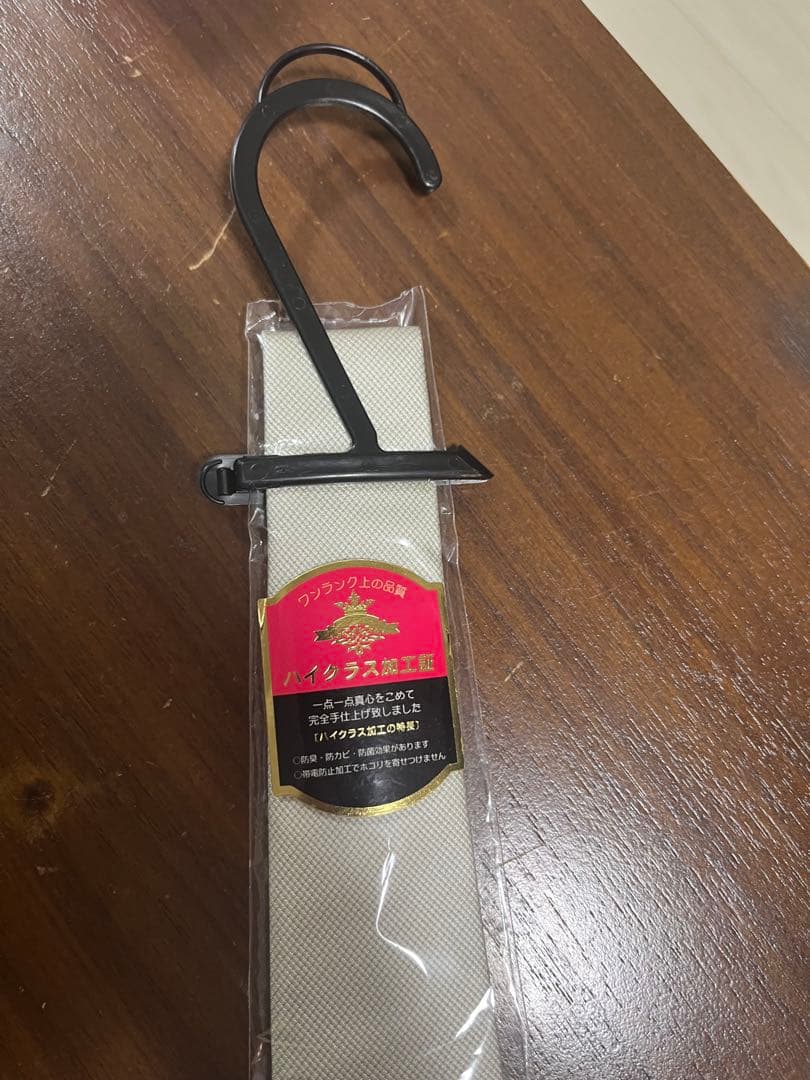 ワンランク上の品質
ハイクラス加工証
一点一点真心をこめて
完全手仕上げ致しました
〔ハイクラス加工の特長〕
○防臭・防カビ・防菌効果があります
○帯電防止加工でホコリを寄せつけません